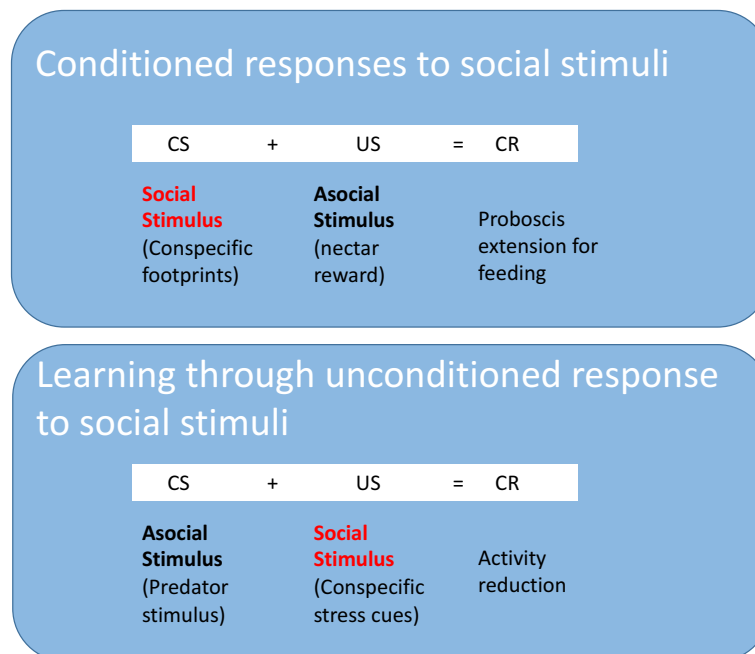 Conditioned responses to social stimuli
CS + US = CR
Social Asocial
Stimulus Stimulus Proboscis
(Conspecific (nectar extension for
footprints) reward) feeding
Learning through unconditioned response
to social stimuli
CS + US = CR
Asocial Social
Stimulus Stimulus Activity
(Predator (Conspecific reduction
stimulus) stress cues)